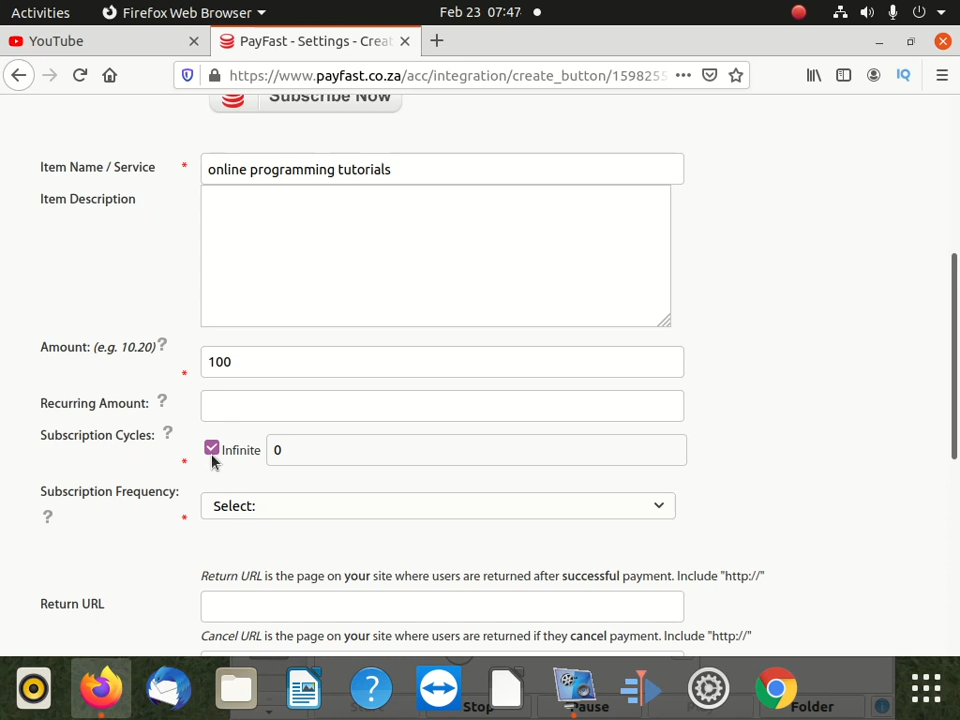 Activities Firefox Web Browser Feb 23 07:47
YouTube PayFast - Settings - Creat
https://www.payfast.co.za/acc/integration/create_button/1598255 IQ
Subscribe Now
Item Name / Service * online programming tutorials
Item Description
Amount: (e.g. 10.20) ?
* 100
Recurring Amount: ?
Subscription Cycles: ?
* Infinite 0
Subscription Frequency:
? * Select:
Return URL is the page on your site where users are returned after successful payment. Include "http://"
Return URL
Cancel URL is the page on your site where users are returned if they cancel payment. Include "http://"
Stop Pause Folder